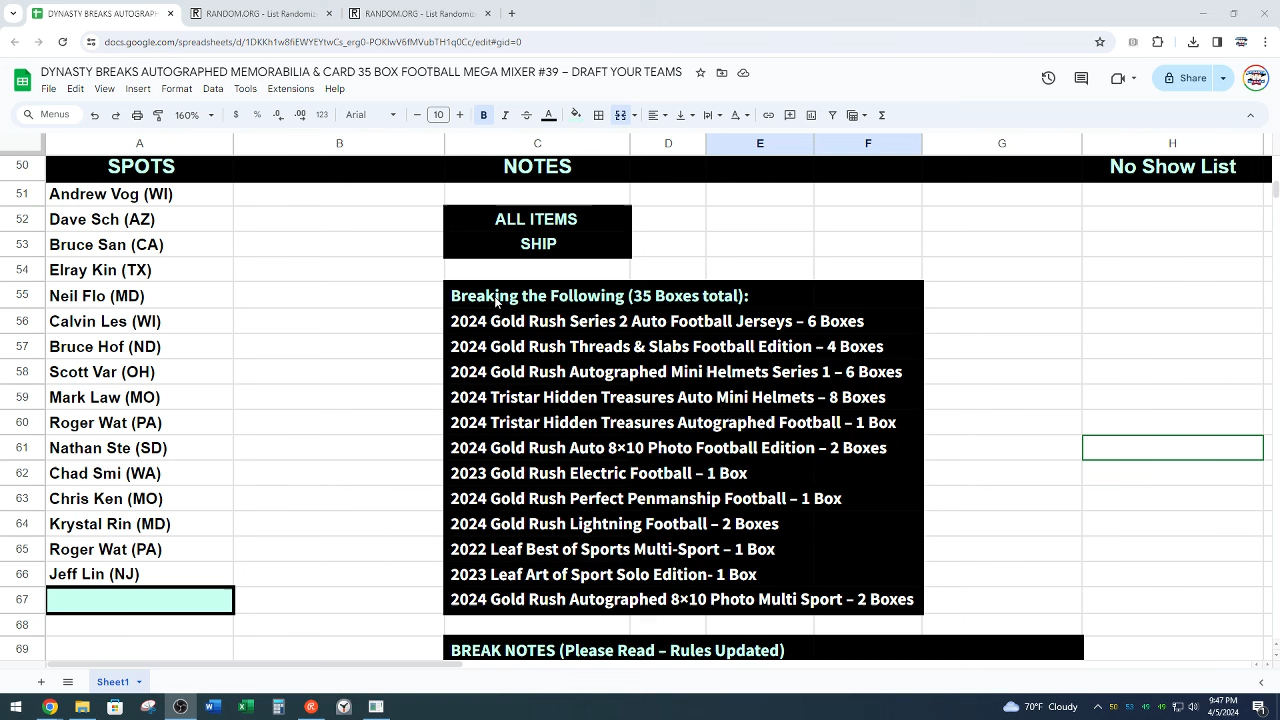 DYNASTY BREAKS AUTOGRAPHED
RANDOM.ORG - List Randomiz
RANDOM.ORG - List Randomiz
DYNASTY BREAKS AUTOGRAPHED MEMORABILIA & CARD 35 BOX FOOTBALL MEGA MIXER #39 – DRAFT YOUR TEAMS
File Edit View Insert Format Data Tools Extensions Help
Share
Menus 160% $ % .0 .00 123 Arial 10 B I A
A B C D E F G H
50 SPOTS NOTES No Show List
51 Andrew Vog (WI)
52 Dave Sch (AZ) ALL ITEMS
53 Bruce San (CA) SHIP
54 Elray Kin (TX)
55 Neil Flo (MD) Breaking the Following (35 Boxes total):
56 Calvin Les (WI) 2024 Gold Rush Series 2 Auto Football Jerseys – 6 Boxes
57 Bruce Hof (ND) 2024 Gold Rush Threads & Slabs Football Edition – 4 Boxes
58 Scott Var (OH) 2024 Gold Rush Autographed Mini Helmets Series 1 – 6 Boxes
59 Mark Law (MO) 2024 Tristar Hidden Treasures Auto Mini Helmets – 8 Boxes
60 Roger Wat (PA) 2024 Tristar Hidden Treasures Autographed Football – 1 Box
61 Nathan Ste (SD) 2024 Gold Rush Auto 8×10 Photo Football Edition – 2 Boxes
62 Chad Smi (WA) 2023 Gold Rush Electric Football – 1 Box
63 Chris Ken (MO) 2024 Gold Rush Perfect Penmanship Football – 1 Box
64 Krystal Rin (MD) 2024 Gold Rush Lightning Football – 2 Boxes
65 Roger Wat (PA) 2022 Leaf Best of Sports Multi-Sport – 1 Box
66 Jeff Lin (NJ) 2023 Leaf Art of Sport Solo Edition- 1 Box
67 2024 Gold Rush Autographed 8×10 Photo Multi Sport – 2 Boxes
68
69 BREAK NOTES (Please Read – Rules Updated)
Sheet1
70°F Cloudy 50 53 49 49 9:47 PM
4/5/2024